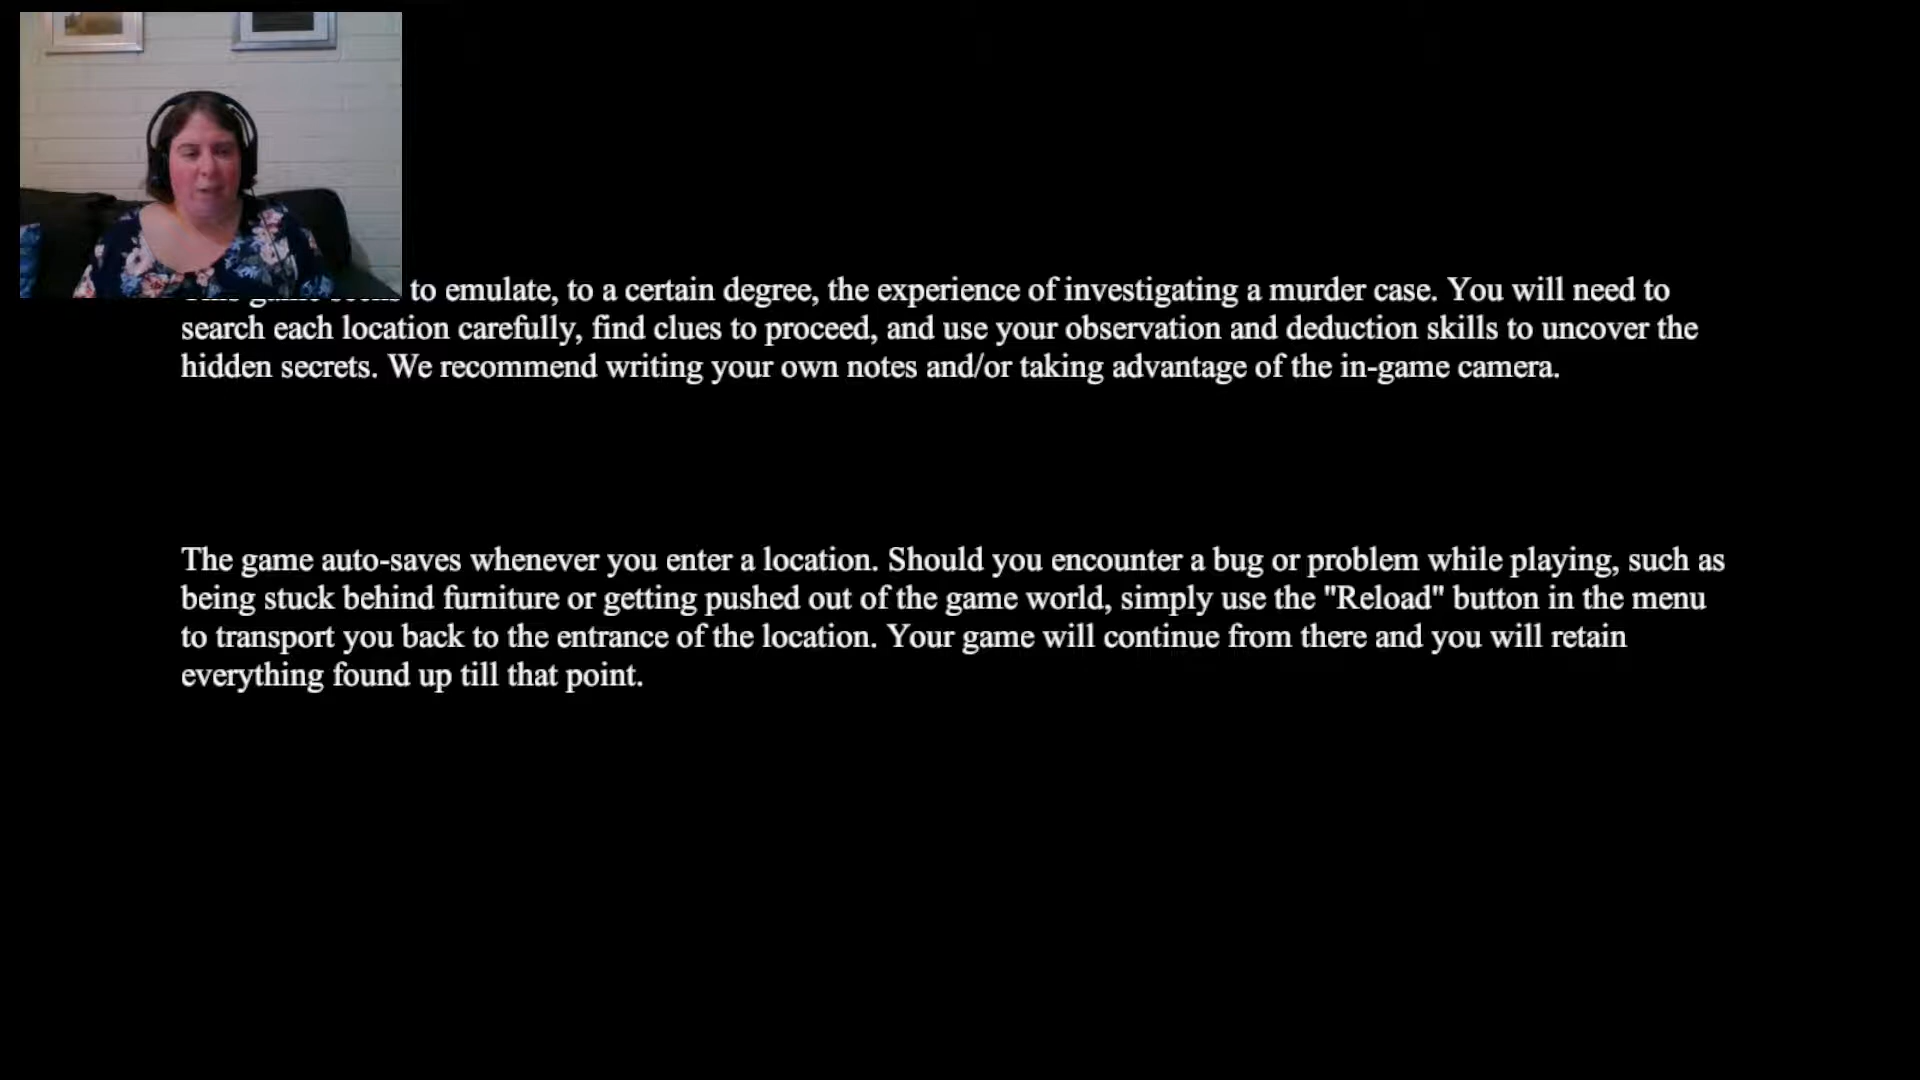 to emulate, to a certain degree, the experience of investigating a murder case. You will need to
search each location carefully, find clues to proceed, and use your observation and deduction skills to uncover the
hidden secrets. We recommend writing your own notes and/or taking advantage of the in-game camera.
The game auto-saves whenever you enter a location. Should you encounter a bug or problem while playing, such as
being stuck behind furniture or getting pushed out of the game world, simply use the "Reload" button in the menu
to transport you back to the entrance of the location. Your game will continue from there and you will retain
everything found up till that point.